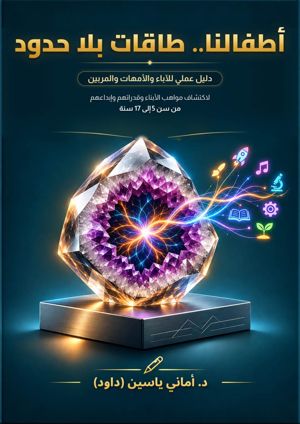 أطفالنا.. طاقات بلا حدود
دليل عملي للآباء والأمهات والمربين
لاكتشاف مواهب الأبناء وقدراتهم وإبداعهم
من سن 5 إلى 17 سنة
د. أماني ياسين (داود)